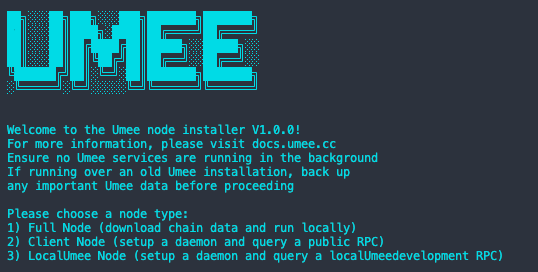 UMEE
Welcome to the Umee node installer V1.0.0!
For more information, please visit docs.umee.cc
Ensure no Umee services are running in the background
If running over an old Umee installation, back up
any important Umee data before proceeding
Please choose a node type:
1) Full Node (download chain data and run locally)
2) Client Node (setup a daemon and query a public RPC)
3) LocalUmee Node (setup a daemon and query a localUmeedevelopment RPC)